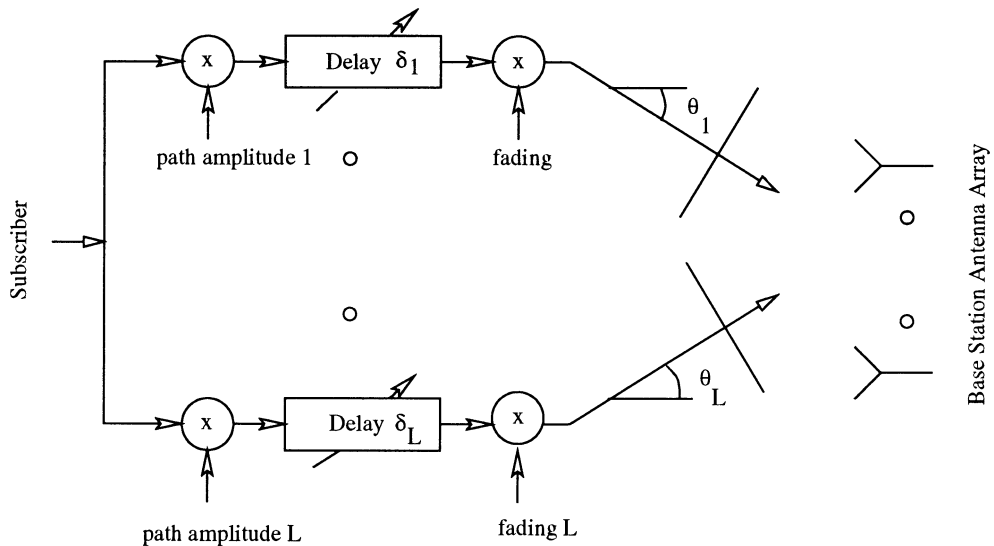 x
Delay δ1
x
θ1
path amplitude 1
fading
Subscriber
Base Station Antenna Array
θL
x
Delay δL
x
path amplitude L
fading L